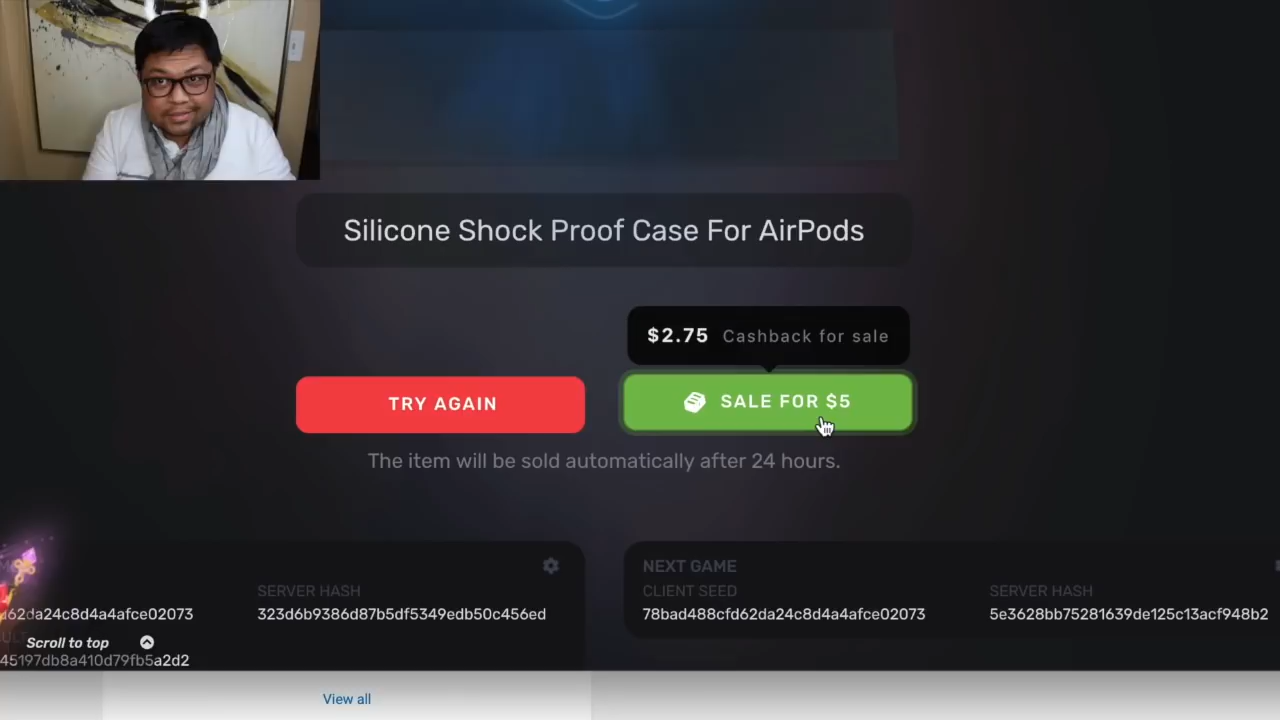 Silicone Shock Proof Case For AirPods
$2.75 Cashback for sale
TRY AGAIN
SALE FOR $5
The item will be sold automatically after 24 hours.
NEXT GAME
SERVER HASH
CLIENT SEED
SERVER HASH
62da24c8d4a4afce02073
323d6b9386d87b5df5349edb50c456ed
78bad488cfd62da24c8d4a4afce02073
5e3628bb75281639de125c13acf948b2
Scroll to top
45197db8a410d79fb5a2d2
View all